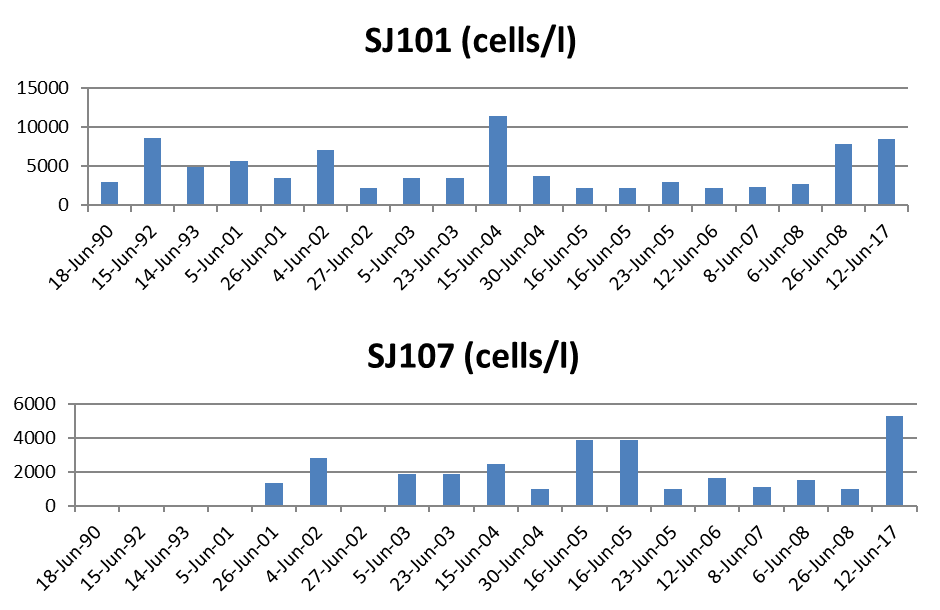 SJ101 (cells/l)
15000
10000
5000
0
18-Jun-90
15-Jun-92
14-Jun-93
5-Jun-01
26-Jun-01
4-Jun-02
27-Jun-02
5-Jun-03
23-Jun-03
15-Jun-04
30-Jun-04
16-Jun-05
16-Jun-05
23-Jun-05
12-Jun-06
8-Jun-07
6-Jun-08
26-Jun-08
12-Jun-17
SJ107 (cells/l)
6000
4000
2000
0
18-Jun-90
15-Jun-92
14-Jun-93
5-Jun-01
26-Jun-01
4-Jun-02
27-Jun-02
5-Jun-03
23-Jun-03
15-Jun-04
30-Jun-04
16-Jun-05
16-Jun-05
23-Jun-05
12-Jun-06
8-Jun-07
6-Jun-08
26-Jun-08
12-Jun-17